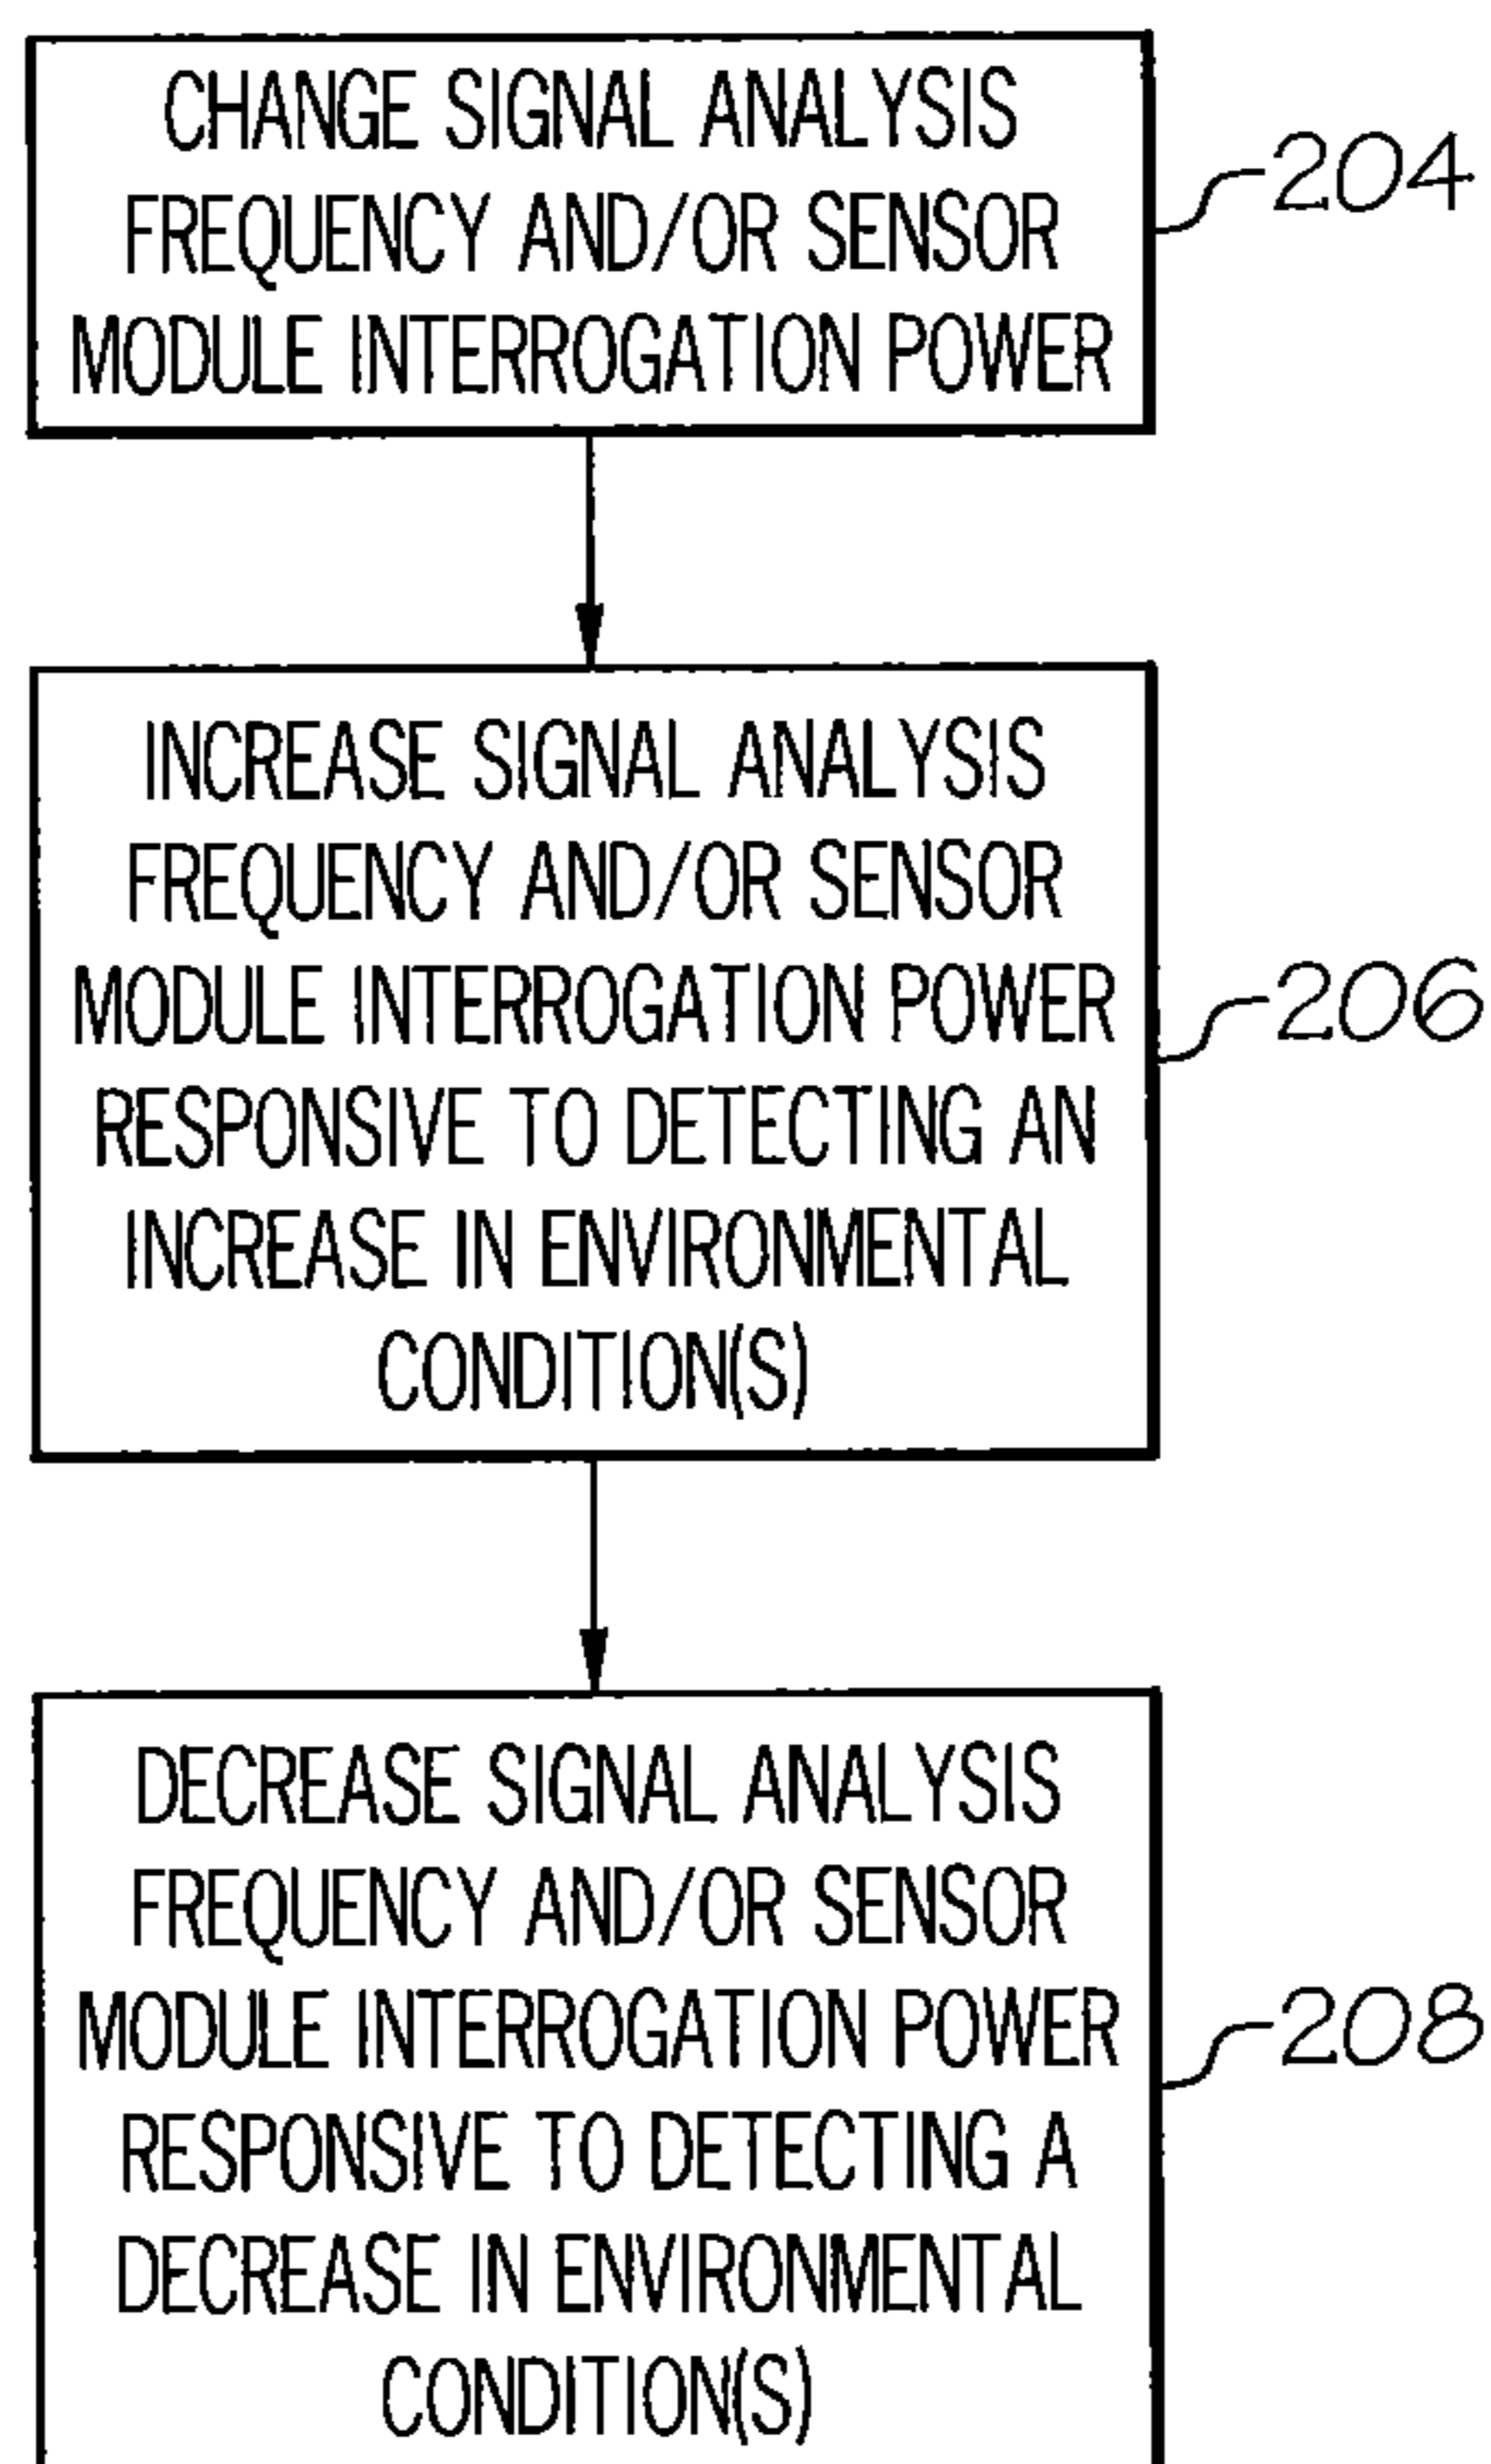 CHANGE SIGNAL ANALYSIS
FREQUENCY AND/OR SENSOR
MODULE INTERROGATION POWER
204
INCREASE SIGNAL ANALYSIS
FREQUENCY AND/OR SENSOR
MODULE INTERROGATION POWER
RESPONSIVE TO DETECTING AN
INCREASE IN ENVIRONMENTAL
CONDITION(S)
206
DECREASE SIGNAL ANALYSIS
FREQUENCY AND/OR SENSOR
MODULE INTERROGATION POWER
RESPONSIVE TO DETECTING A
DECREASE IN ENVIRONMENTAL
CONDITION(S)
208